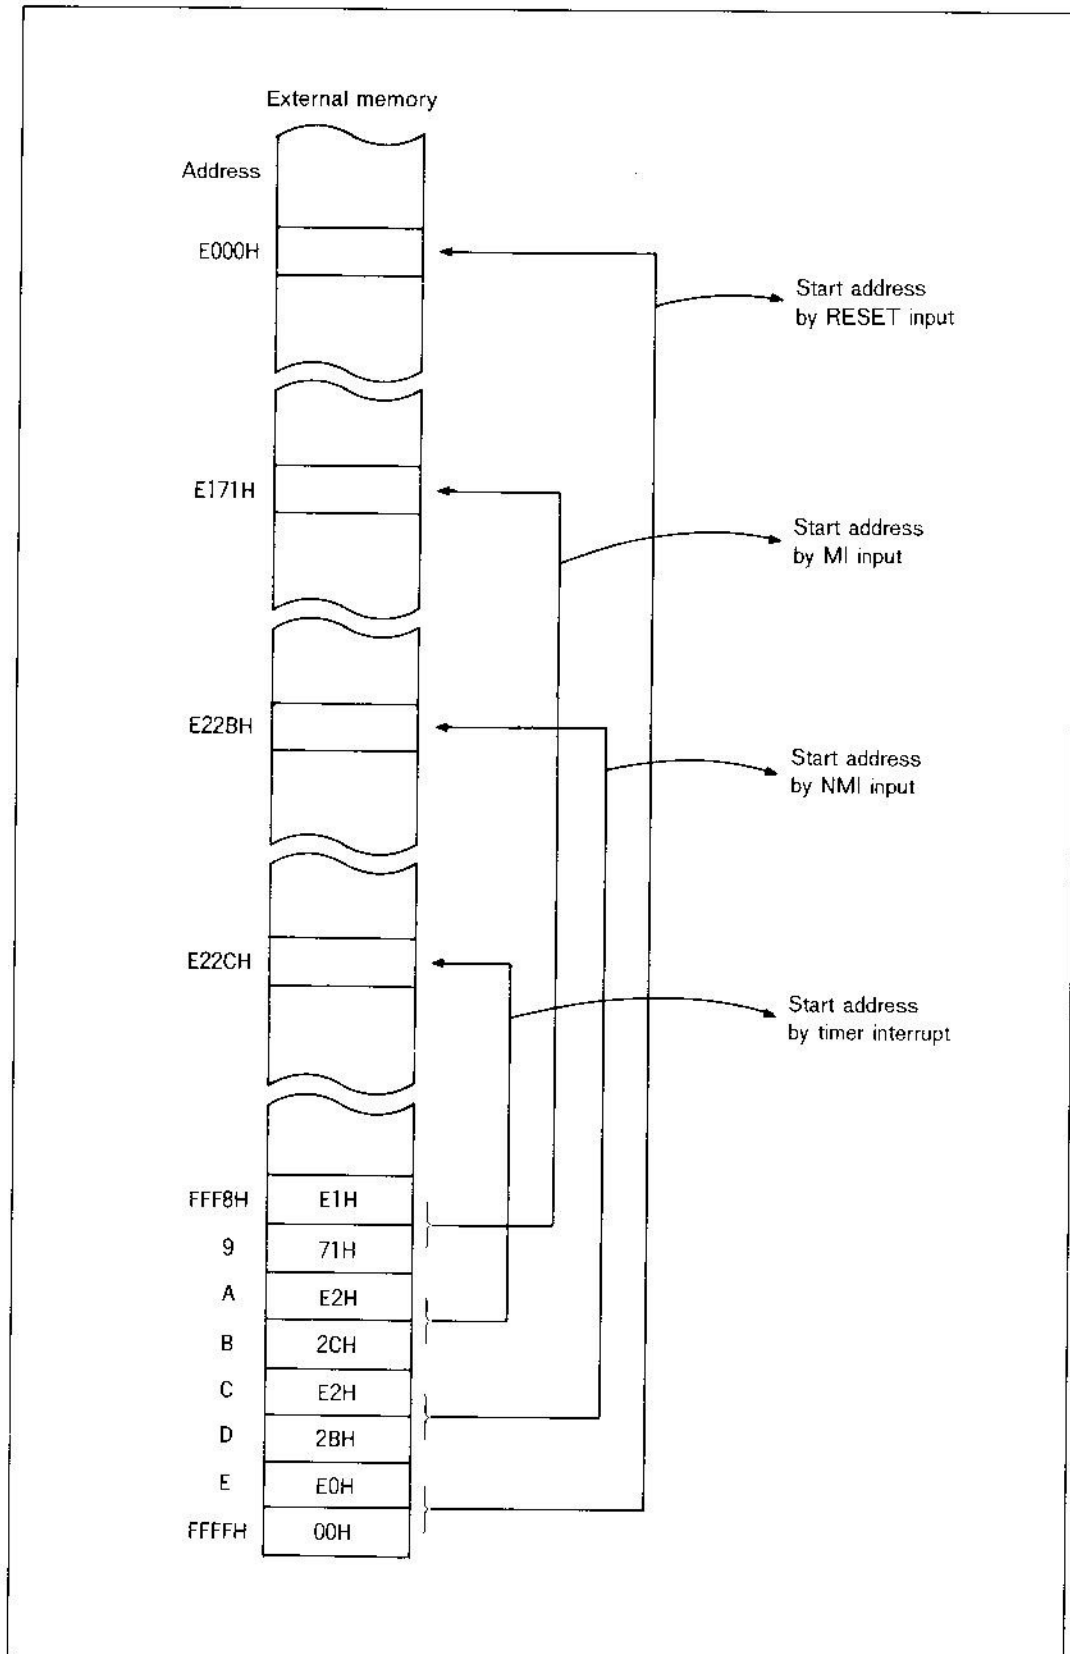 External memory
Address
E000H
Start address
by RESET input
E171H
Start address
by MI input
E22BH
Start address
by NMI input
E22CH
Start address
by timer interrupt
FFF8H E1H
9 71H
A E2H
B 2CH
C E2H
D 2BH
E E0H
FFFFH 00H